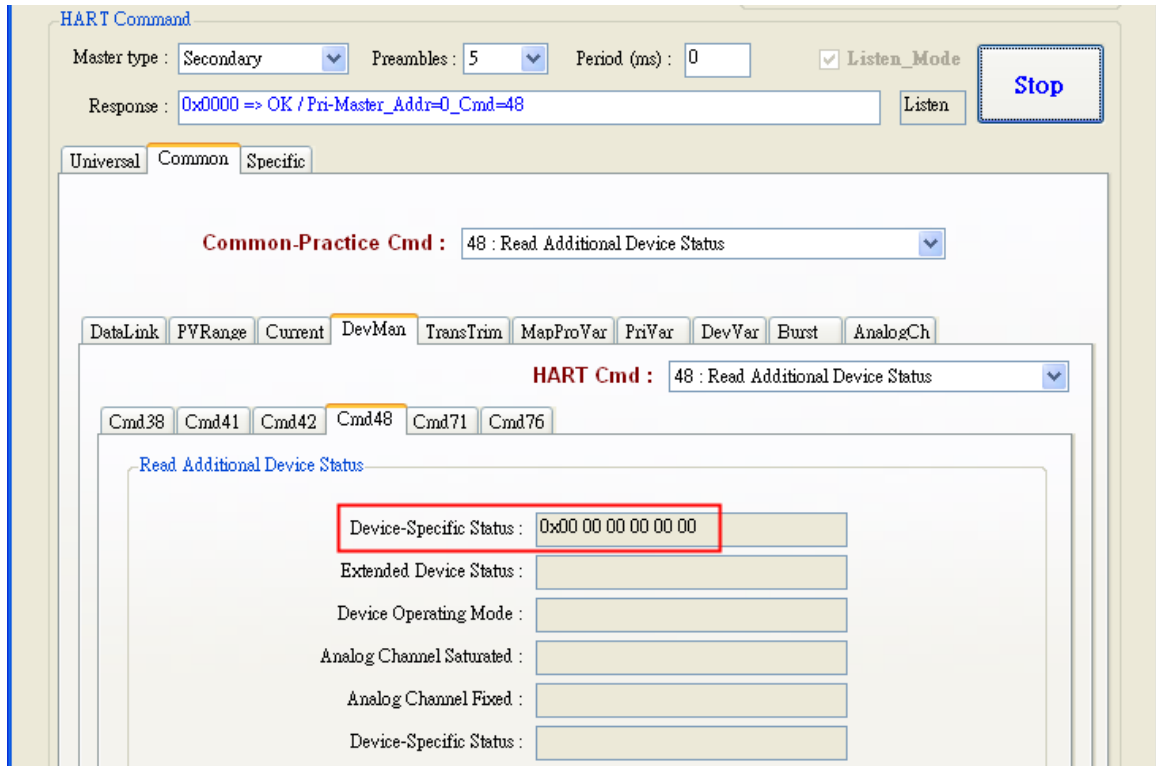 HART Command
Master type : Secondary Preambles : 5 Period (ms) : 0 Listen_Mode
Stop
Response : 0x0000 => OK / Pri-Master_Addr=0_Cmd=48 Listen
Universal Common Specific
Common-Practice Cmd : 48 : Read Additional Device Status
DataLink PVRange Current DevMan TransTrim MapProVar PriVar DevVar Burst AnalogCh
HART Cmd : 48 : Read Additional Device Status
Cmd38 Cmd41 Cmd42 Cmd48 Cmd71 Cmd76
Read Additional Device Status
Device-Specific Status : 0x00 00 00 00 00 00
Extended Device Status :
Device Operating Mode :
Analog Channel Saturated :
Analog Channel Fixed :
Device-Specific Status :